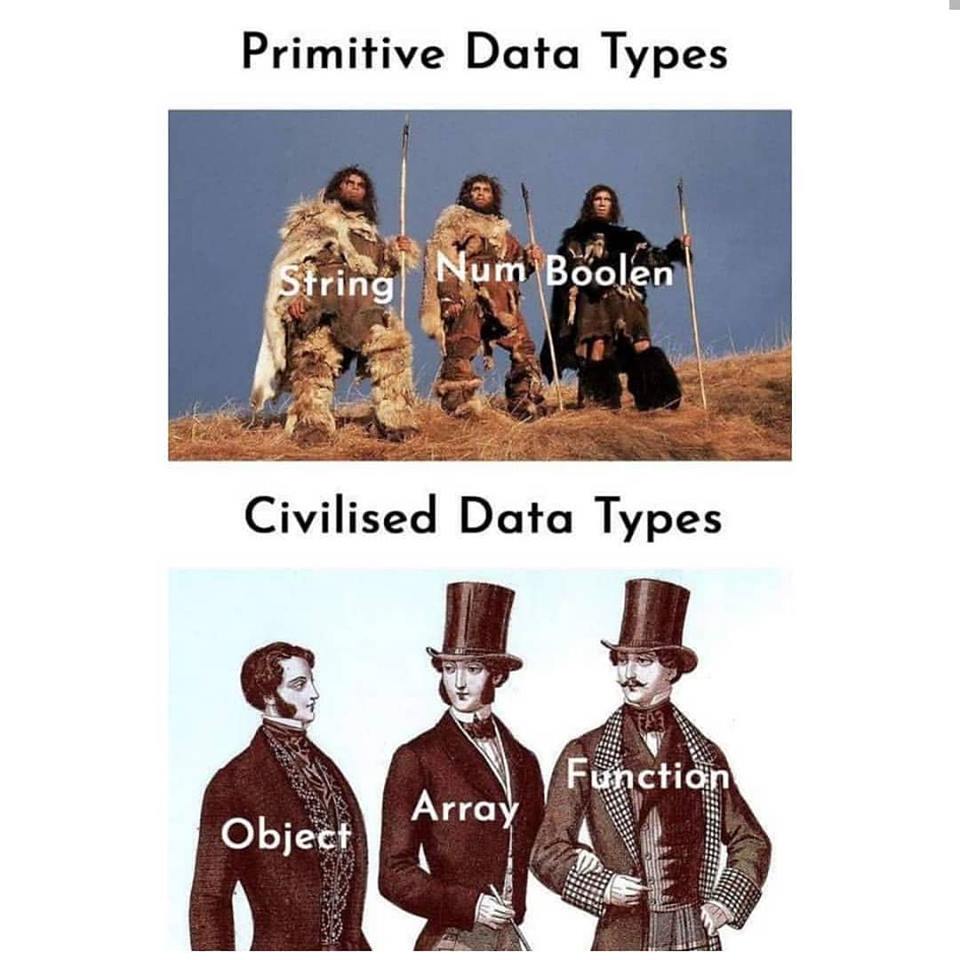 Primitive Data Types
String Num Boolen
Civilised Data Types
Function
Array
Object